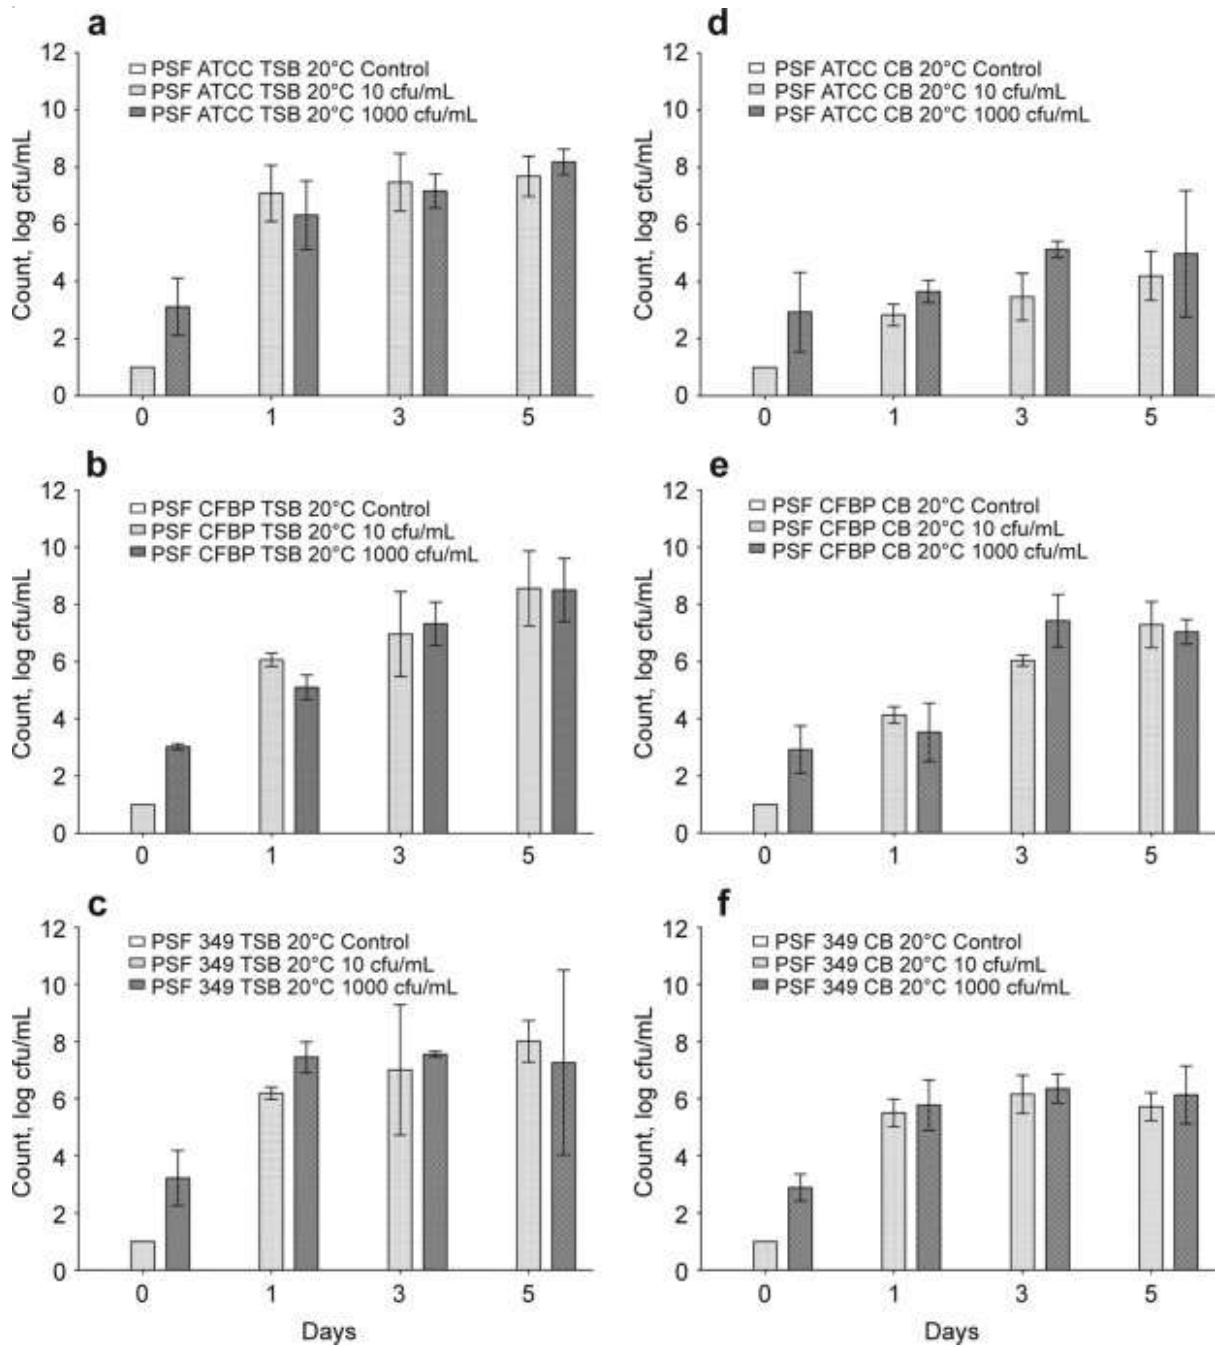 a
Count, log cfu/mL
12
10
8
6
4
2
0
PSF ATCC TSB 20°C Control
PSF ATCC TSB 20°C 10 cfu/mL
PSF ATCC TSB 20°C 1000 cfu/mL
0 1 3 5
d
Count, log cfu/mL
12
10
8
6
4
2
0
PSF ATCC CB 20°C Control
PSF ATCC CB 20°C 10 cfu/mL
PSF ATCC CB 20°C 1000 cfu/mL
0 1 3 5
b
Count, log cfu/mL
12
10
8
6
4
2
0
PSF CFBP TSB 20°C Control
PSF CFBP TSB 20°C 10 cfu/mL
PSF CFBP TSB 20°C 1000 cfu/mL
0 1 3 5
e
Count, log cfu/mL
12
10
8
6
4
2
0
PSF CFBP CB 20°C Control
PSF CFBP CB 20°C 10 cfu/mL
PSF CFBP CB 20°C 1000 cfu/mL
0 1 3 5
c
Count, log cfu/mL
12
10
8
6
4
2
0
PSF 349 TSB 20°C Control
PSF 349 TSB 20°C 10 cfu/mL
PSF 349 TSB 20°C 1000 cfu/mL
0 1 3 5
Days
f
Count, log cfu/mL
12
10
8
6
4
2
0
PSF 349 CB 20°C Control
PSF 349 CB 20°C 10 cfu/mL
PSF 349 CB 20°C 1000 cfu/mL
0 1 3 5
Days